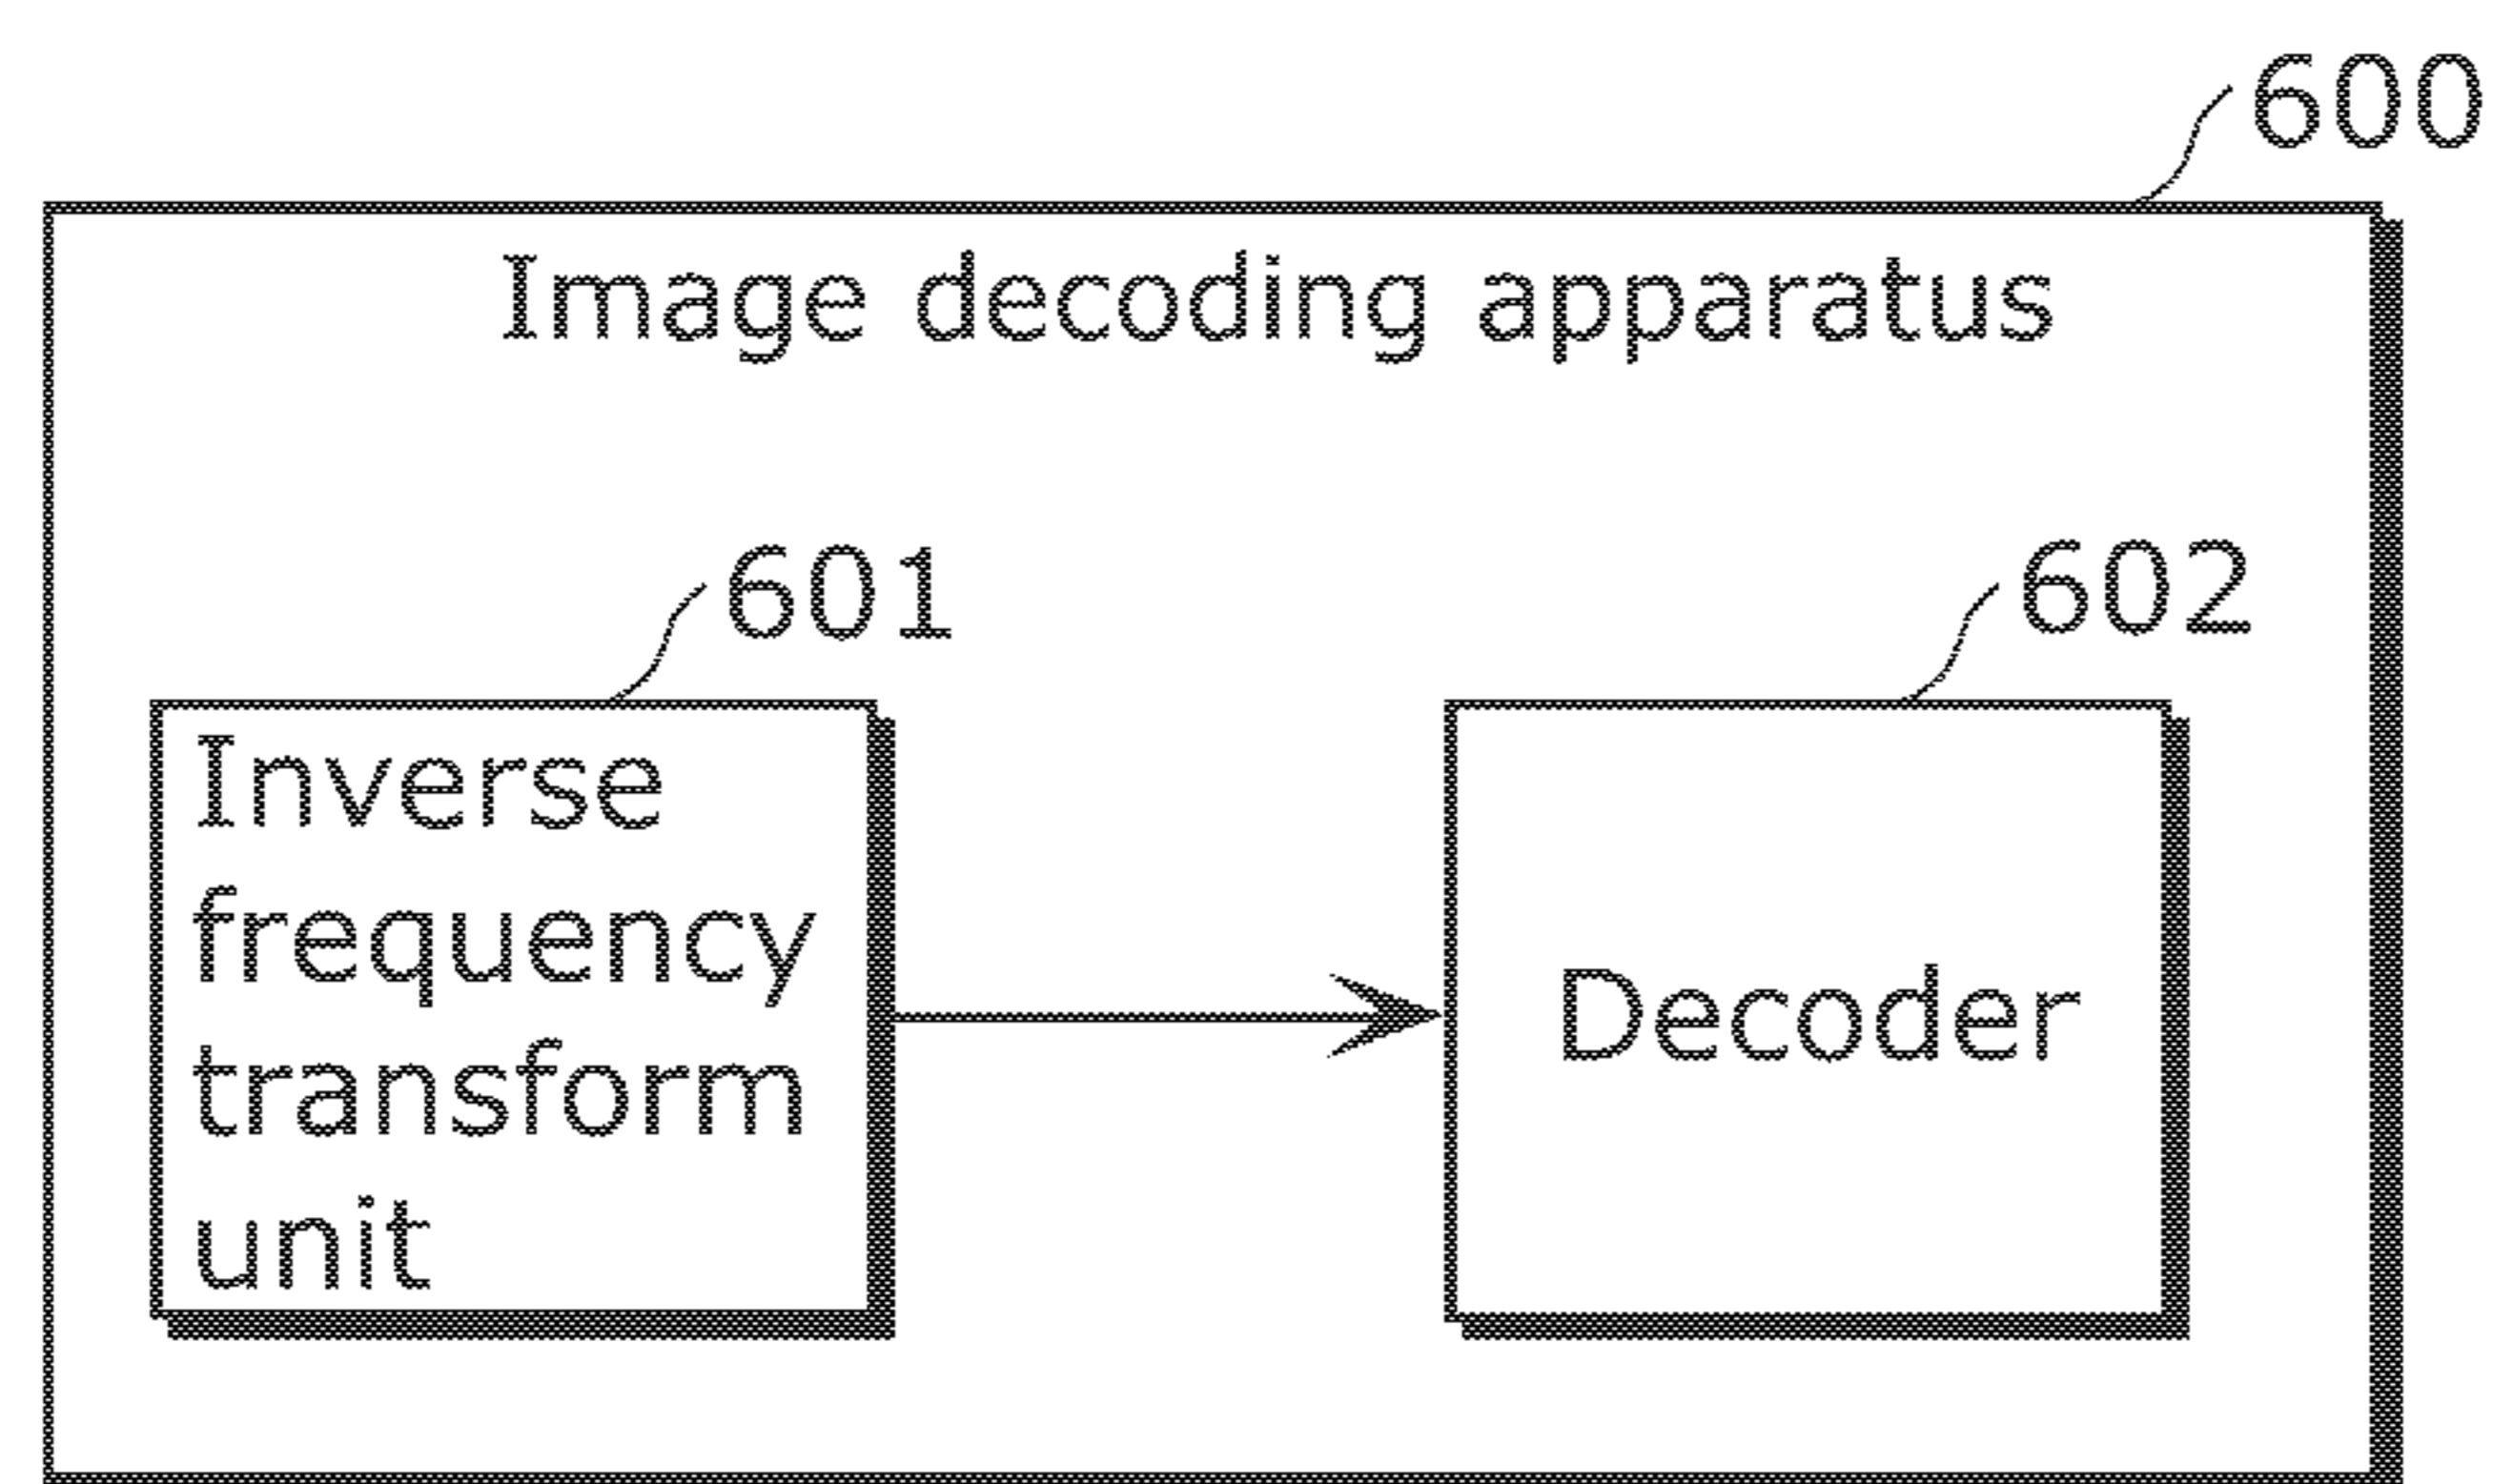 600
Image decoding apparatus
601
602
Inverse
frequency
transform
unit
Decoder